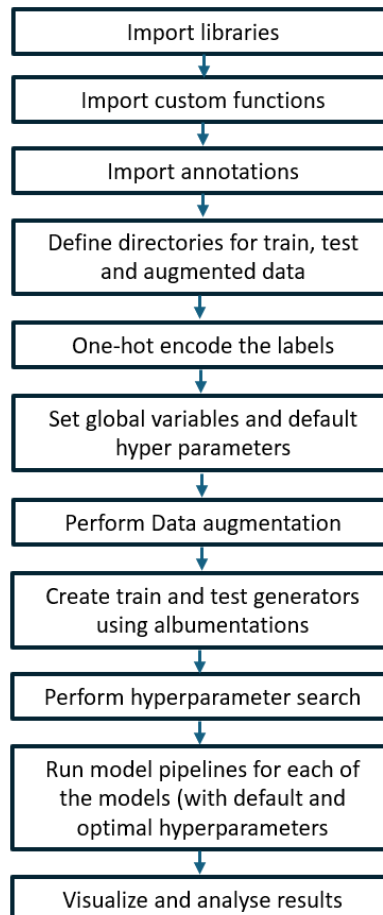 Import libraries
Import custom functions
Import annotations
Define directories for train, test
and augmented data
One-hot encode the labels
Set global variables and default
hyper parameters
Perform Data augmentation
Create train and test generators
using albumentations
Perform hyperparameter search
Run model pipelines for each of
the models (with default and
optimal hyperparameters
Visualize and analyse results